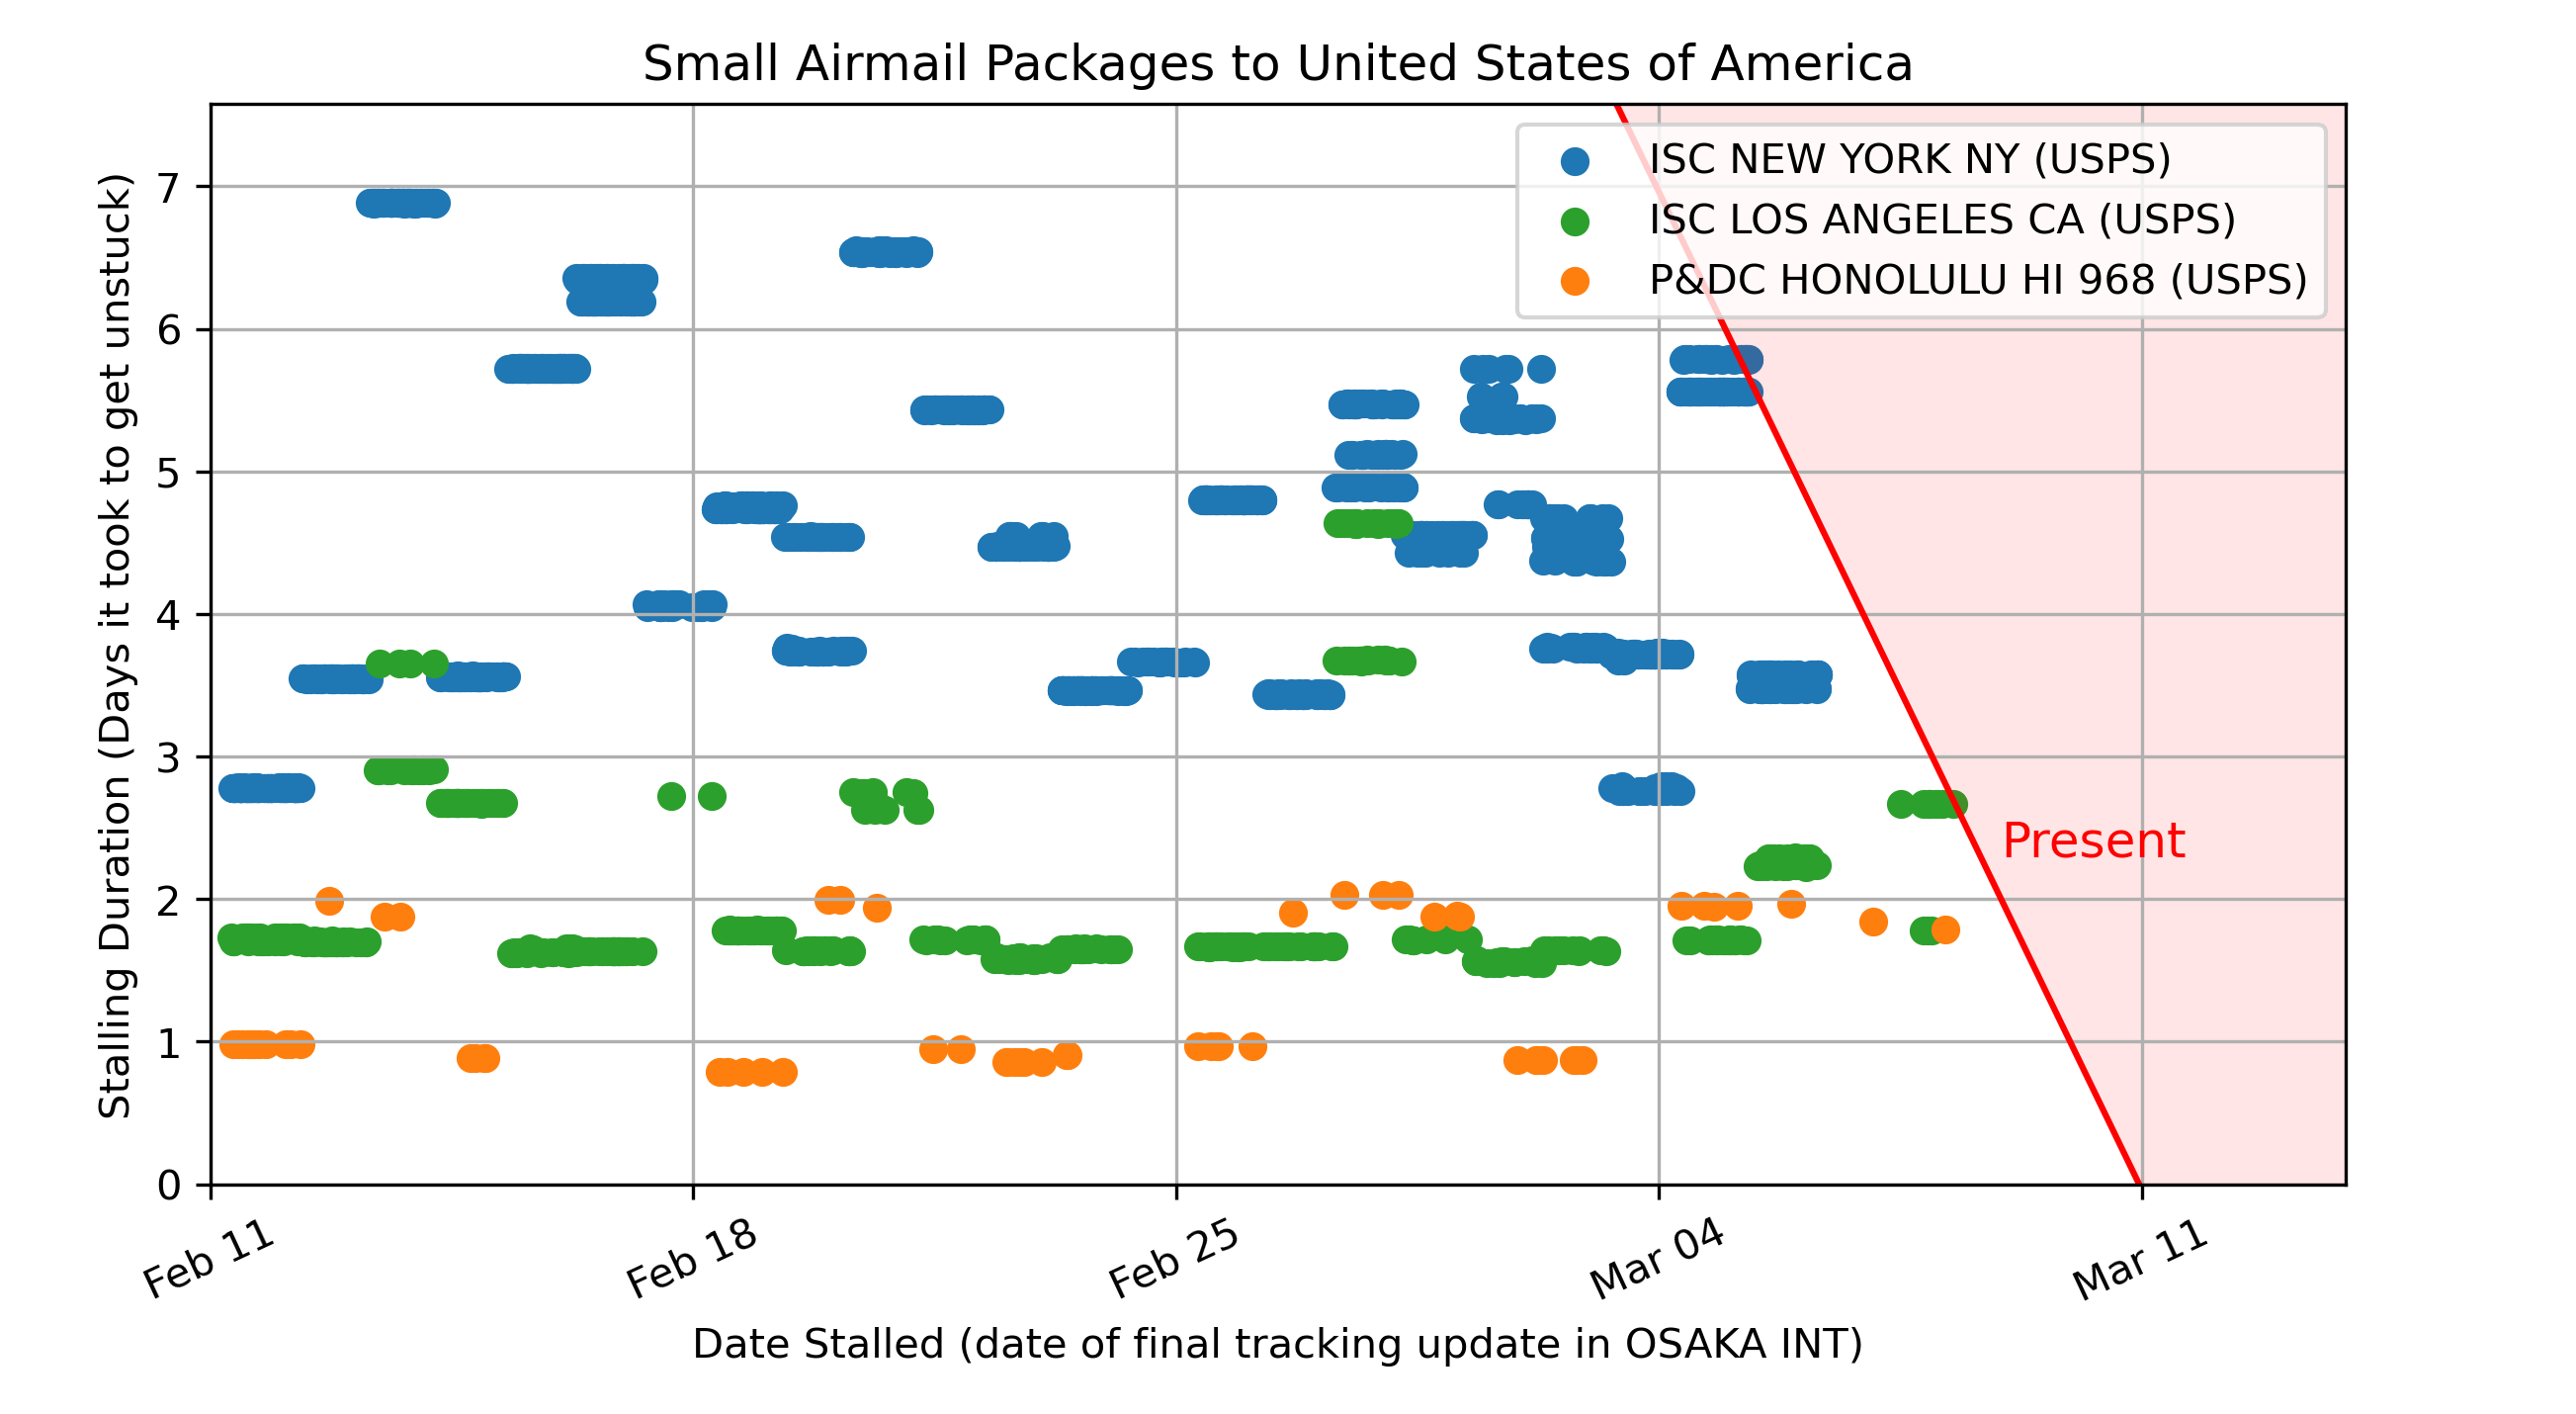 Small Airmail Packages to United States of America
Stalling Duration (Days it took to get unstuck)
7
6
5
4
3
2
1
0
ISC NEW YORK NY (USPS)
ISC LOS ANGELES CA (USPS)
P&DC HONOLULU HI 968 (USPS)
Present
Feb 11
Feb 18
Feb 25
Mar 04
Mar 11
Date Stalled (date of final tracking update in OSAKA INT)